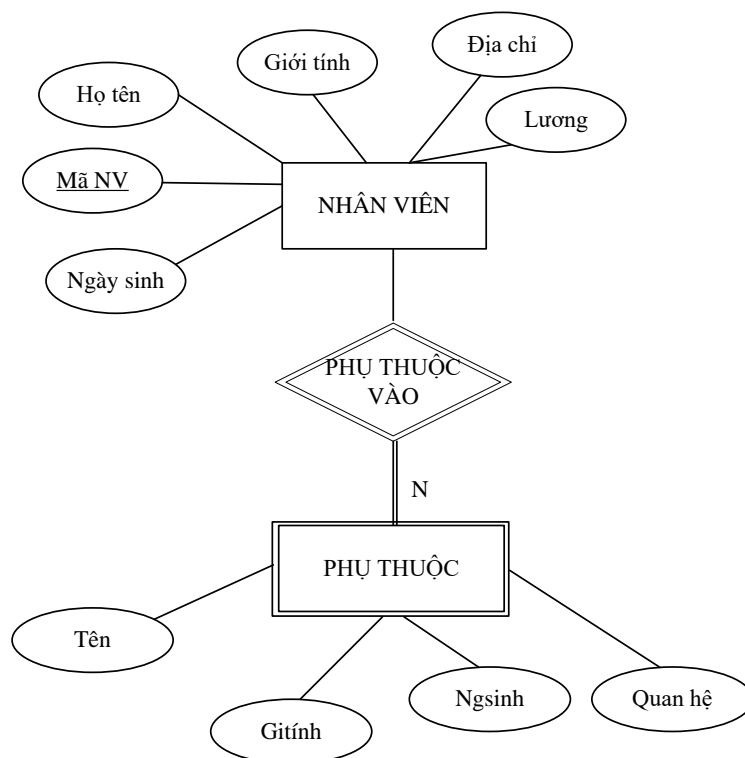 Địa chỉ
Giới tính
Họ tên
Lương
Mã NV
NHÂN VIÊN
Ngày sinh
PHỤ THUỘC
VÀO
N
PHỤ THUỘC
Tên
Ngsinh
Quan hệ
Gitính